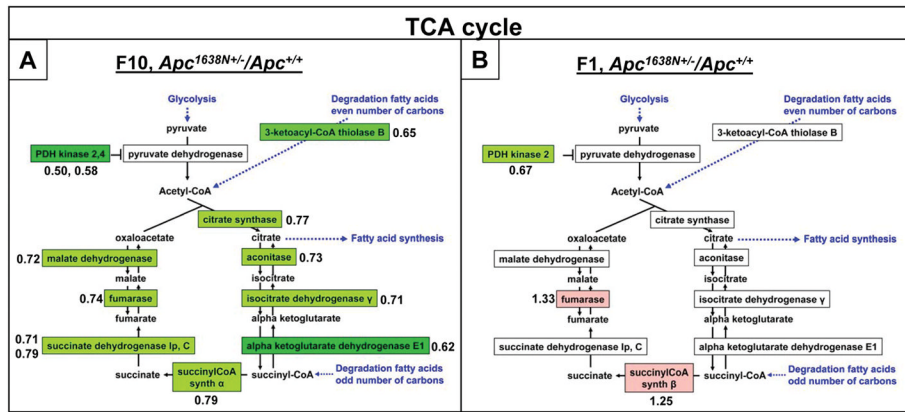 TCA cycle
A
F10, Apc1638N+/-/Apc+/+
Glycolysis
Degradation fatty acids
even number of carbons
pyruvate
3-ketoacyl-CoA thiolase B
0.65
PDH kinase 2,4
0.50, 0.58
pyruvate dehydrogenase
Acetyl-CoA
citrate synthase
0.77
oxaloacetate
citrate
Fatty acid synthesis
0.72
malate dehydrogenase
aconitase
0.73
malate
isocitrate
0.74
fumarase
isocitrate dehydrogenase γ
0.71
fumarate
alpha ketoglutarate
0.71
0.79
succinate dehydrogenase Ip, C
alpha ketoglutarate dehydrogenase E1
0.62
succinate
succinylCoA
synth α
0.79
succinyl-CoA
Degradation fatty acids
odd number of carbons
B
F1, Apc1638N+/-/Apc+/+
Glycolysis
Degradation fatty acids
even number of carbons
pyruvate
3-ketoacyl-CoA thiolase B
PDH kinase 2
0.67
pyruvate dehydrogenase
Acetyl-CoA
citrate synthase
oxaloacetate
citrate
Fatty acid synthesis
malate dehydrogenase
aconitase
malate
isocitrate
1.33
fumarase
isocitrate dehydrogenase γ
fumarate
alpha ketoglutarate
succinate dehydrogenase Ip, C
alpha ketoglutarate dehydrogenase E1
succinate
succinylCoA
synth β
1.25
succinyl-CoA
Degradation fatty acids
odd number of carbons